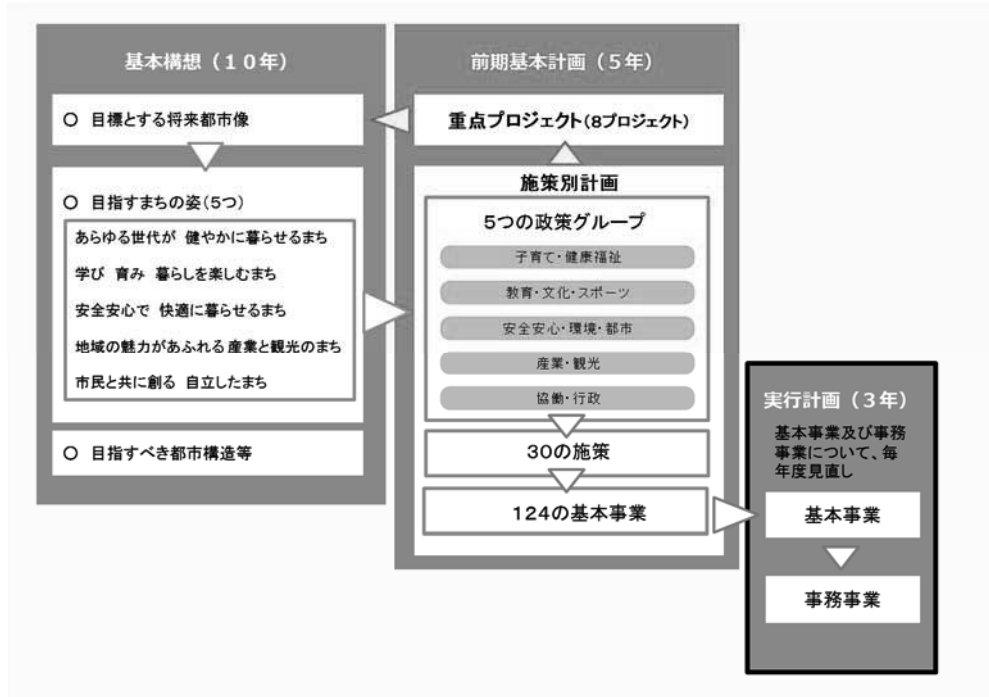 基本構想（１０年）
○ 目標とする将来都市像
○ 目指すまちの姿(5つ)
あらゆる世代が 健やかに暮らせるまち
学び 育み 暮らしを楽しむまち
安全安心で 快適に暮らせるまち
地域の魅力があふれる 産業と観光のまち
市民と共に創る 自立したまち
○ 目指すべき都市構造等
前期基本計画（５年）
重点プロジェクト(8プロジェクト)
施策別計画
5つの政策グループ
子育て・健康福祉
教育・文化・スポーツ
安全安心・環境・都市
産業・観光
協働・行政
30の施策
124の基本事業
実行計画（３年）
基本事業及び事務
事業について、毎
年度見直し
基本事業
事務事業